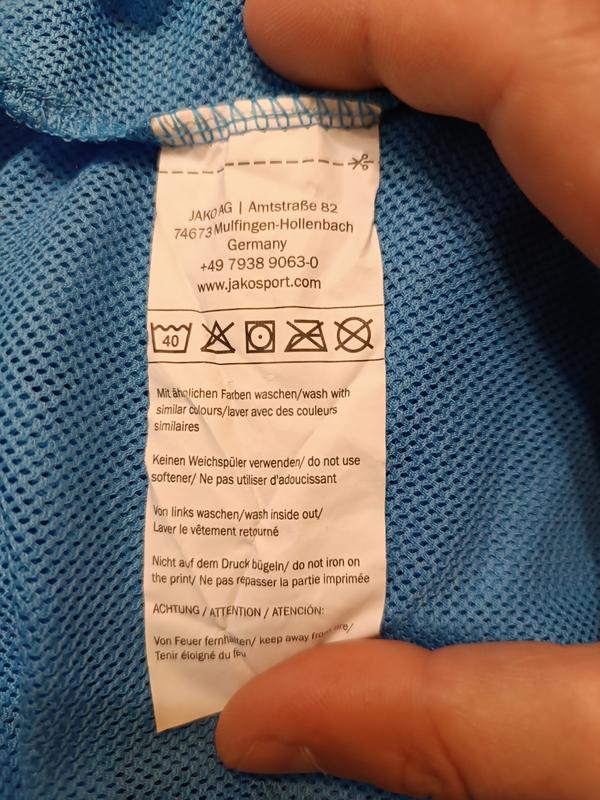 JAKO AG | Amtstraße 82
74673 Mulfingen-Hollenbach
Germany
+49 7938 9063-0
www.jakosport.com
40
Mit ähnlichen Farben waschen/wash with
similar colours/laver avec des couleurs
similaires
Keinen Weichspüler verwenden/ do not use
softener/ Ne pas utiliser d'adoucissant
Von links waschen/wash inside out/
Laver le vêtement retourné
Nicht auf dem Druck bügeln/ do not iron on
the print/ Ne pas répasser la partie imprimée
ACHTUNG / ATTENTION / ATENCIÓN:
Von Feuer fernhalten/ keep away from fire/
Tenir éloigné du feu